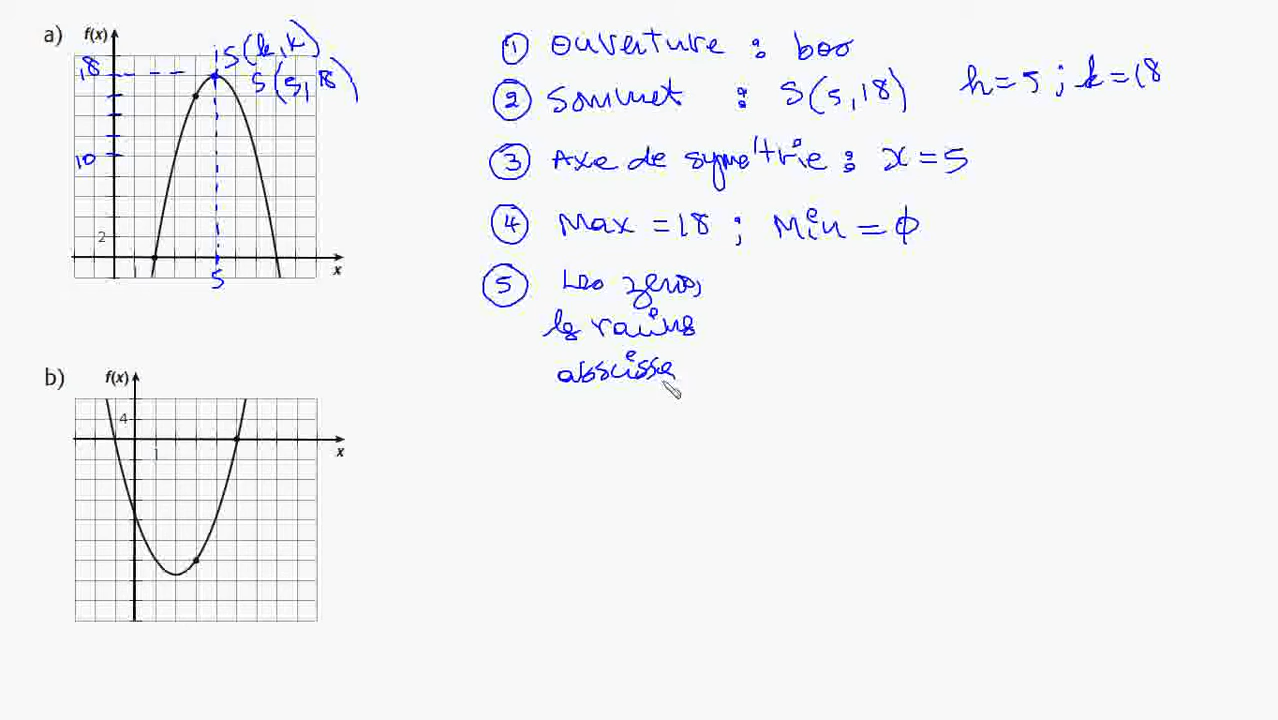 a) f(x)
S(h,k)
18
S(5,18)
10
2
1
5
x
① ouverture : bas
② Sommet : S(5,18) h=5 ; k=18
③ Axe de symétrie : x = 5
④ Max = 18 ; Min = ϕ
⑤ Les zéros,
les racines
abscisse
b) f(x)
4
1
x